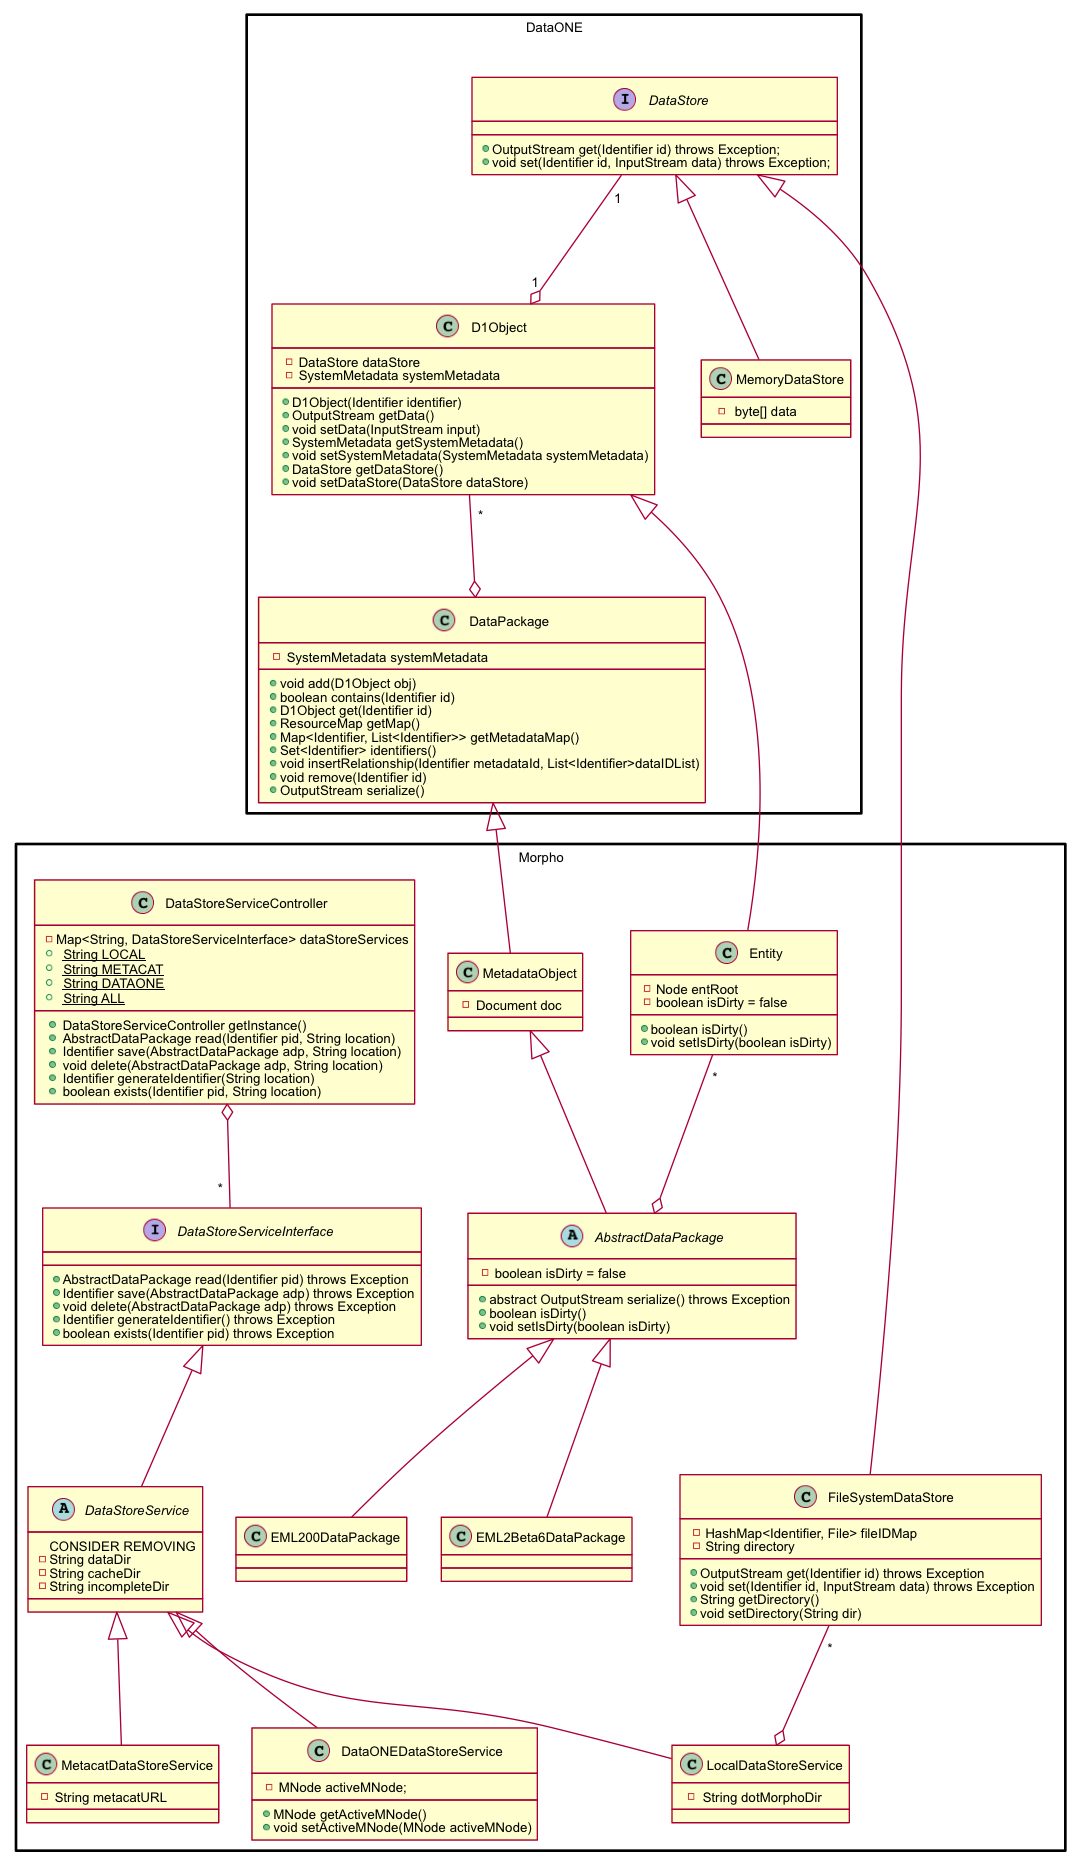 DataONE
I
DataStore
OutputStream get(Identifier id) throws Exception;
void set(Identifier id, InputStream data) throws Exception;
1
1
C
D1Object
DataStore dataStore
SystemMetadata systemMetadata
D1Object(Identifier identifier)
OutputStream getData()
void setData(InputStream input)
SystemMetadata getSystemMetadata()
void setSystemMetadata(SystemMetadata systemMetadata)
DataStore getDataStore()
void setDataStore(DataStore dataStore)
C
MemoryDataStore
byte[] data
*
C
DataPackage
SystemMetadata systemMetadata
void add(D1Object obj)
boolean contains(Identifier id)
D1Object get(Identifier id)
ResourceMap getMap()
Map<Identifier, List<Identifier>> getMetadataMap()
Set<Identifier> identifiers()
void insertRelationship(Identifier metadataId, List<Identifier>dataIDList)
void remove(Identifier id)
OutputStream serialize()
Morpho
C
DataStoreServiceController
Map<String, DataStoreServiceInterface> dataStoreServices
String LOCAL
String METACAT
String DATAONE
String ALL
DataStoreServiceController getInstance()
AbstractDataPackage read(Identifier pid, String location)
Identifier save(AbstractDataPackage adp, String location)
void delete(AbstractDataPackage adp, String location)
Identifier generateIdentifier(String location)
boolean exists(Identifier pid, String location)
C
MetadataObject
Document doc
C
Entity
Node entRoot
boolean isDirty = false
boolean isDirty()
void setIsDirty(boolean isDirty)
*
*
I
DataStoreServiceInterface
AbstractDataPackage read(Identifier pid) throws Exception
Identifier save(AbstractDataPackage adp) throws Exception
void delete(AbstractDataPackage adp) throws Exception
Identifier generateIdentifier() throws Exception
boolean exists(Identifier pid) throws Exception
A
AbstractDataPackage
boolean isDirty = false
abstract OutputStream serialize() throws Exception
boolean isDirty()
void setIsDirty(boolean isDirty)
A
DataStoreService
CONSIDER REMOVING
String dataDir
String cacheDir
String incompleteDir
C
EML200DataPackage
C
EML2Beta6DataPackage
C
FileSystemDataStore
HashMap<Identifier, File> fileIDMap
String directory
OutputStream get(Identifier id) throws Exception
void set(Identifier id, InputStream data) throws Exception
String getDirectory()
void setDirectory(String dir)
*
C
MetacatDataStoreService
String metacatURL
C
DataONEDataStoreService
MNode activeMNode;
MNode getActiveMNode()
void setActiveMNode(MNode activeMNode)
C
LocalDataStoreService
String dotMorphoDir